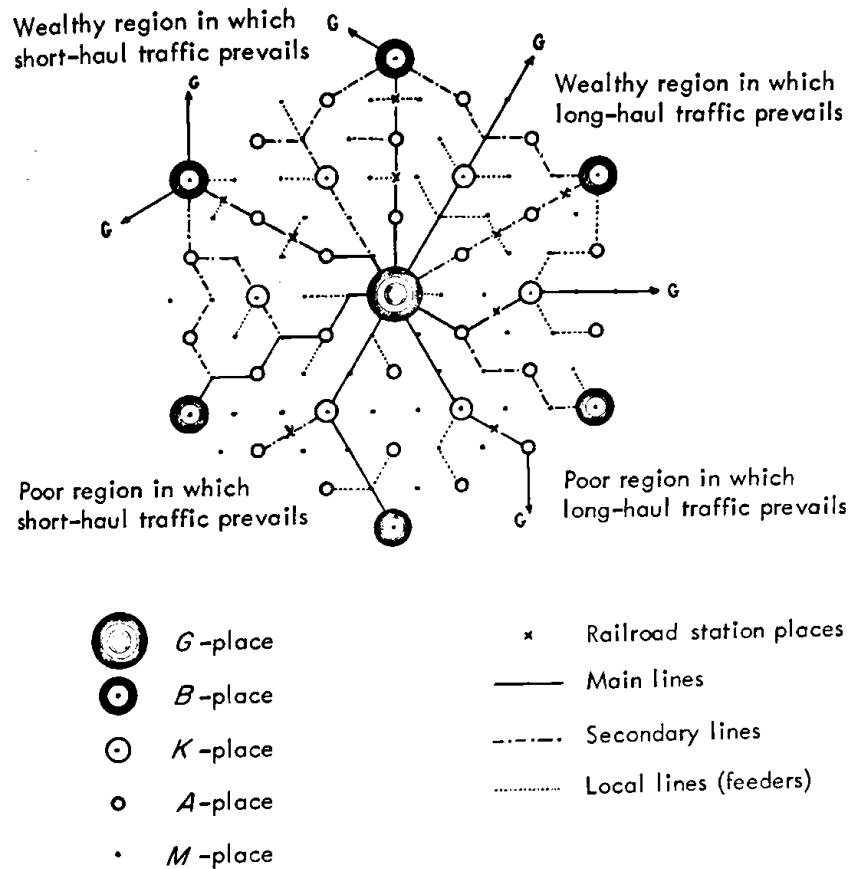 Wealthy region in which
short-haul traffic prevails
G
G
G
Wealthy region in which
long-haul traffic prevails
G
G
Poor region in which
short-haul traffic prevails
G
Poor region in which
long-haul traffic prevails
G-place
B-place
K-place
A-place
M-place
x Railroad station places
Main lines
Secondary lines
Local lines (feeders)